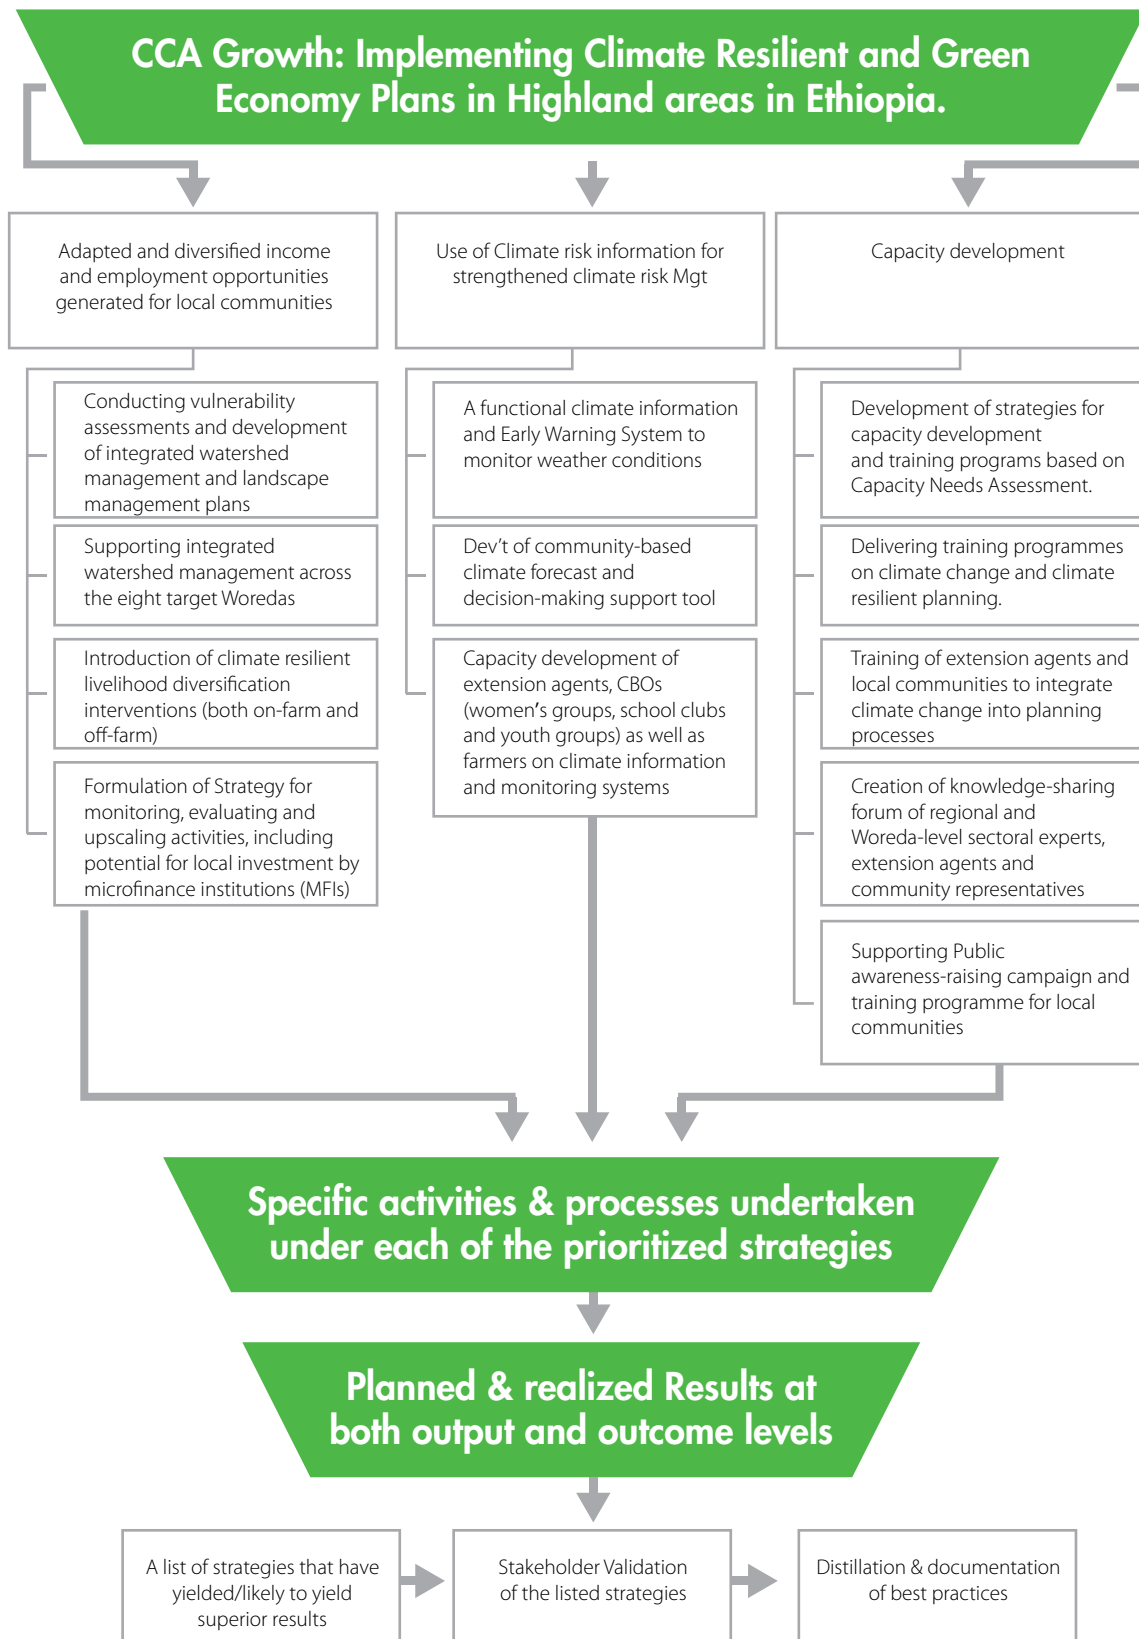 CCA Growth: Implementing Climate Resilient and Green
Economy Plans in Highland areas in Ethiopia.
Adapted and diversified income
and employment opportunities
generated for local communities
Conducting vulnerability
assessments and development
of integrated watershed
management and landscape
management plans
Supporting integrated
watershed management across
the eight target Woredas
Introduction of climate resilient
livelihood diversification
interventions (both on-farm and
off-farm)
Formulation of Strategy for
monitoring, evaluating and
upscaling activities, including
potential for local investment by
microfinance institutions (MFIs)
Use of Climate risk information for
strengthened climate risk Mgt
A functional climate information
and Early Warning System to
monitor weather conditions
Dev't of community-based
climate forecast and
decision-making support tool
Capacity development of
extension agents, CBOs
(women's groups, school clubs
and youth groups) as well as
farmers on climate information
and monitoring systems
Capacity development
Development of strategies for
capacity development
and training programs based on
Capacity Needs Assessment.
Delivering training programmes
on climate change and climate
resilient planning.
Training of extension agents and
local communities to integrate
climate change into planning
processes
Creation of knowledge-sharing
forum of regional and
Woreda-level sectoral experts,
extension agents and
community representatives
Supporting Public
awareness-raising campaign and
training programme for local
communities
Specific activities & processes undertaken
under each of the prioritized strategies
Planned & realized Results at
both output and outcome levels
A list of strategies that have
yielded/likely to yield
superior results
Stakeholder Validation
of the listed strategies
Distillation & documentation
of best practices